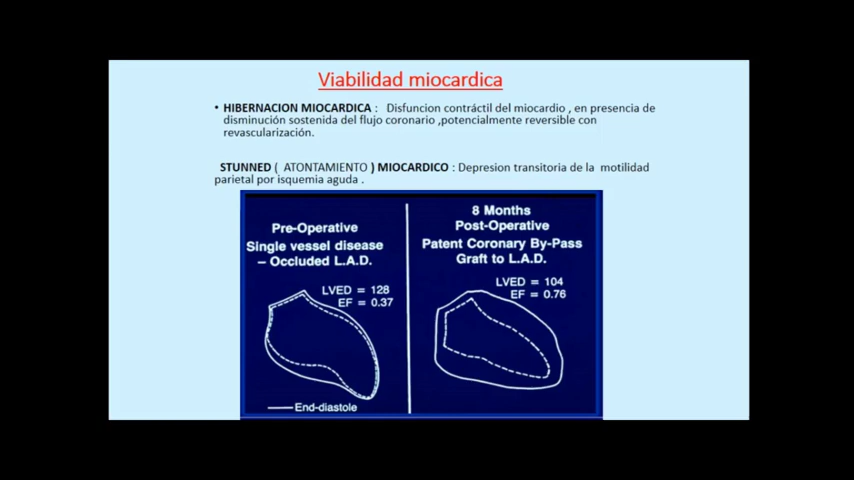 Viabilidad miocardica
• HIBERNACION MIOCARDICA : Disfuncion contráctil del miocardio , en presencia de
disminución sostenida del flujo coronario ,potencialmente reversible con
revascularización.
STUNNED ( ATONTAMIENTO ) MIOCARDICO : Depresion transitoria de la motilidad
parietal por isquemia aguda .
Pre-Operative
Single vessel disease
– Occluded L.A.D.
LVED = 128
EF = 0.37
End-diastole
8 Months
Post-Operative
Patent Coronary By-Pass
Graft to L.A.D.
LVED = 104
EF = 0.76